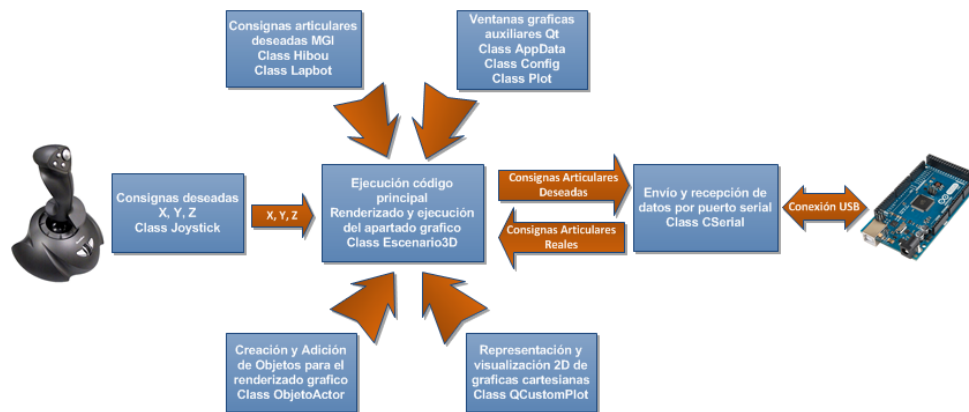 Consignas articulares
deseadas MGI
Class Hibou
Class Lapbot
Ventanas graficas
auxiliares Qt
Class AppData
Class Config
Class Plot
Consignas deseadas
X, Y, Z
Class Joystick
X, Y, Z
Ejecución código
principal
Renderizado y ejecución
del apartado grafico
Class Escenario3D
Consignas Articulares
Deseadas
Consignas Articulares
Reales
Envío y recepción de
datos por puerto serial
Class CSerial
Conexión USB
Creación y Adición
de Objetos para el
renderizado grafico
Class ObjetoActor
Representación y
visualización 2D de
graficas cartesianas
Class QCustomPlot